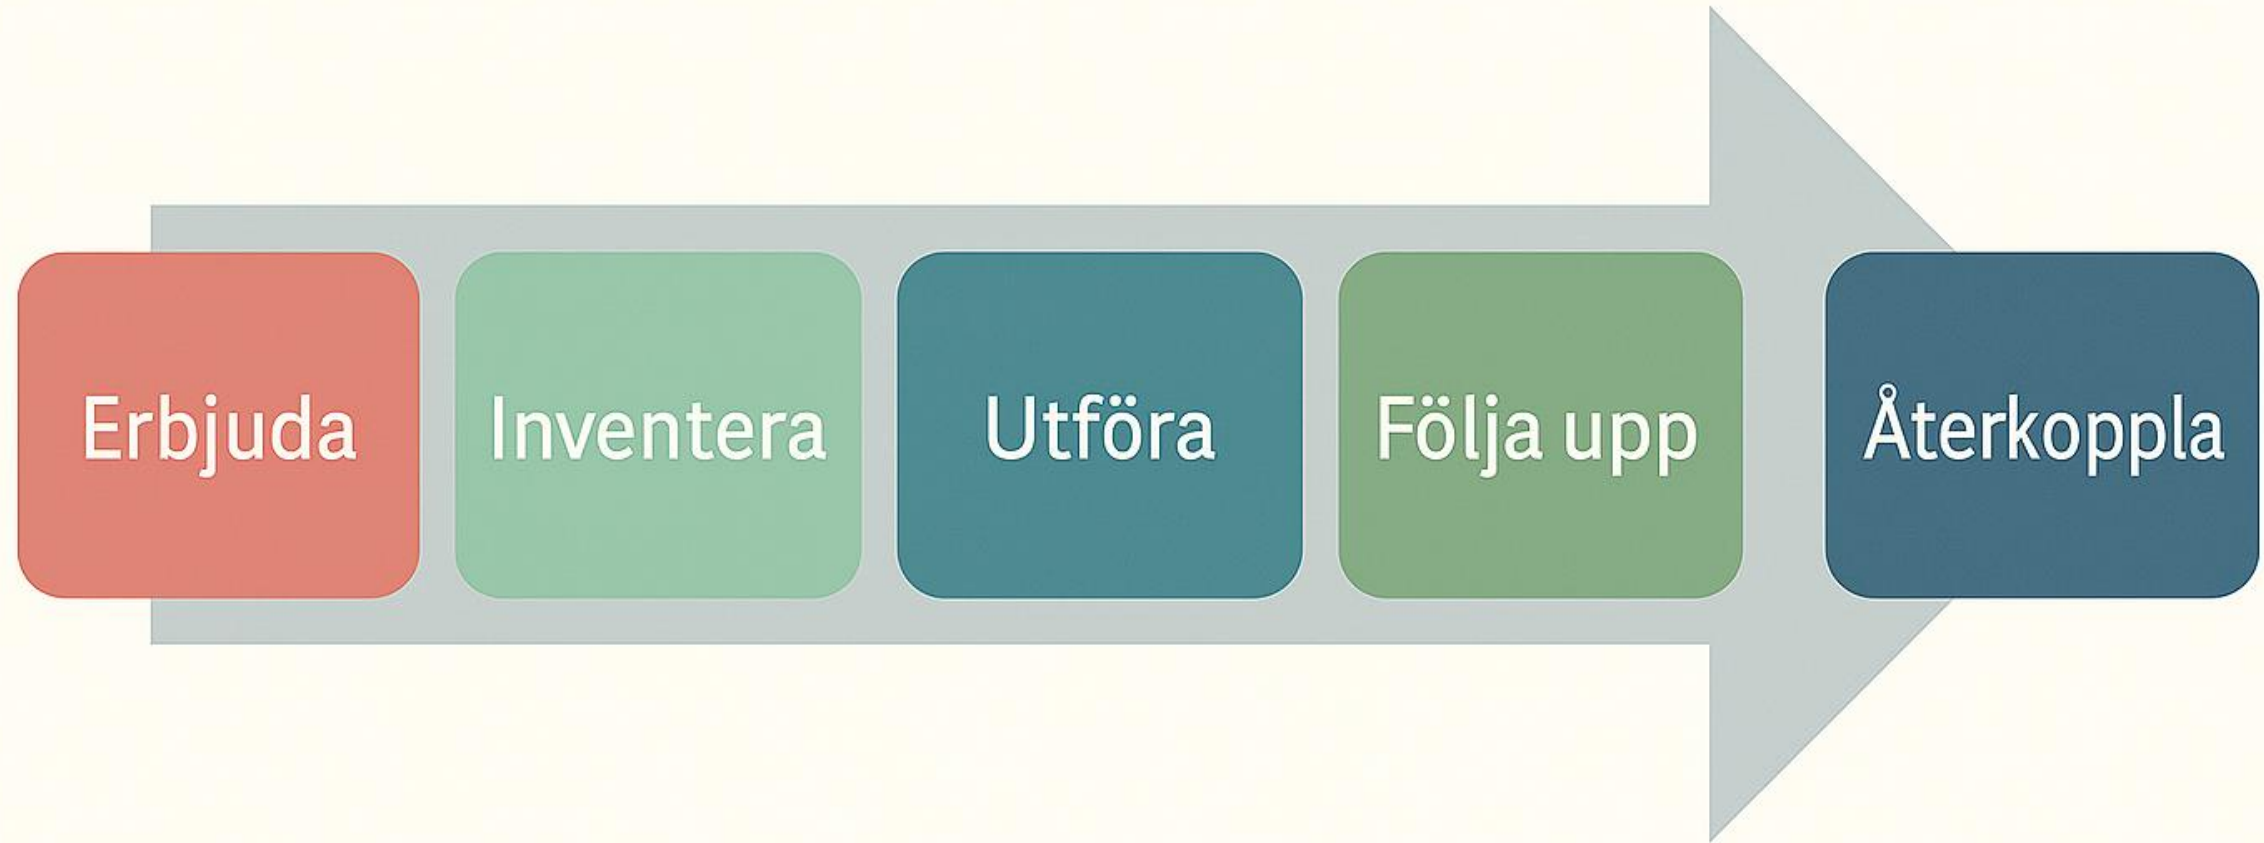 Erbjuda
Inventera
Utföra
Följa upp
Återkoppla